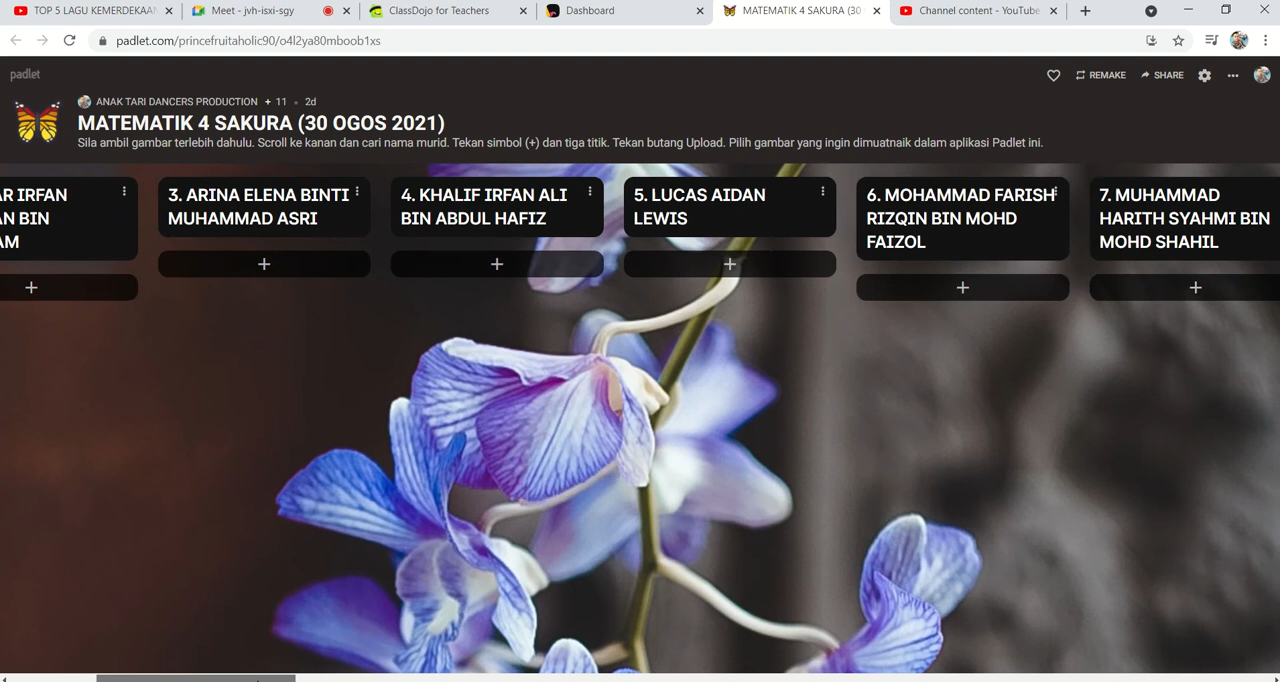 TOP 5 LAGU KEMERDEKAAN
Meet - jvh-isxi-sgy
ClassDojo for Teachers
Dashboard
MATEMATIK 4 SAKURA (30
Channel content - YouTube
padlet.com/princefruitaholic90/o4l2ya80mboob1xs
padlet
REMAKE
SHARE
ANAK TARI DANCERS PRODUCTION + 11 • 2d
MATEMATIK 4 SAKURA (30 OGOS 2021)
Sila ambil gambar terlebih dahulu. Scroll ke kanan dan cari nama murid. Tekan simbol (+) dan tiga titik. Tekan butang Upload. Pilih gambar yang ingin dimuatnaik dalam aplikasi Padlet ini.
AR IRFAN
AN BIN
AM
3. ARINA ELENA BINTI
MUHAMMAD ASRI
4. KHALIF IRFAN ALI
BIN ABDUL HAFIZ
5. LUCAS AIDAN
LEWIS
6. MOHAMMAD FARISH
RIZQIN BIN MOHD
FAIZOL
7. MUHAMMAD
HARITH SYAHMI BIN
MOHD SHAHIL